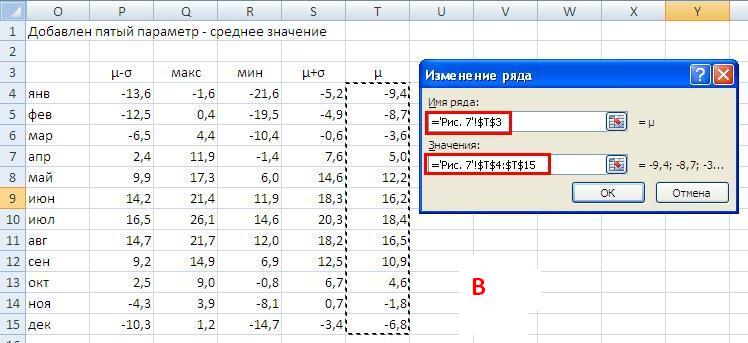 O P Q R S T U V W X Y
1 Добавлен пятый параметр - среднее значение
2
3 μ-σ макс мин μ+σ μ
4 янв -13,6 -1,6 -21,6 -5,2 -9,4
5 фев -12,5 0,4 -19,5 -4,9 -8,7
6 мар -6,5 4,4 -10,4 -0,6 -3,6
7 апр 2,4 11,9 -1,4 7,6 5,0
8 май 9,9 17,3 6,0 14,6 12,2
9 июн 14,2 21,4 11,9 18,3 16,2
10 июл 16,5 26,1 14,6 20,3 18,4
11 авг 14,7 21,7 12,0 18,2 16,5
12 сен 9,2 14,9 6,9 12,5 10,9
13 окт 2,5 9,0 -0,8 6,7 4,6
14 ноя -4,3 3,9 -8,1 0,7 -1,8
15 дек -10,3 1,2 -14,7 -3,4 -6,8
16
Изменение ряда
Имя ряда:
='Рис. 7'!$T$3 = μ
Значения:
='Рис. 7'!$T$4:$T$15 = -9,4; -8,7; -3...
ОК Отмена
В